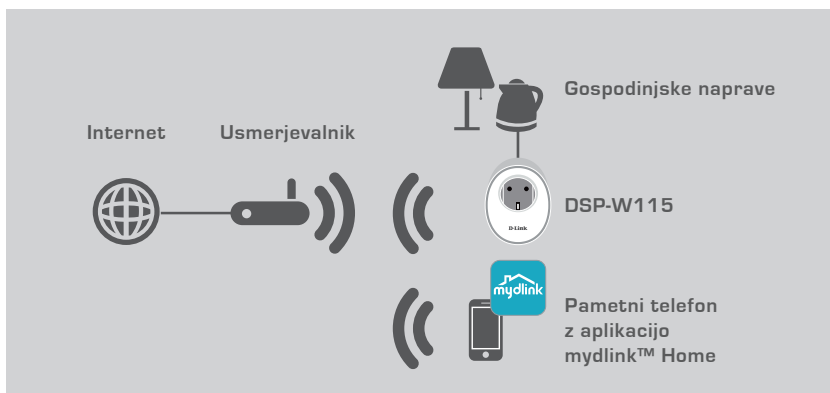 Gospodinjske naprave
Internet
Usmerjevalnik
DSP-W115
D-Link
mydlink
Pametni telefon
z aplikacijo
mydlink™ Home